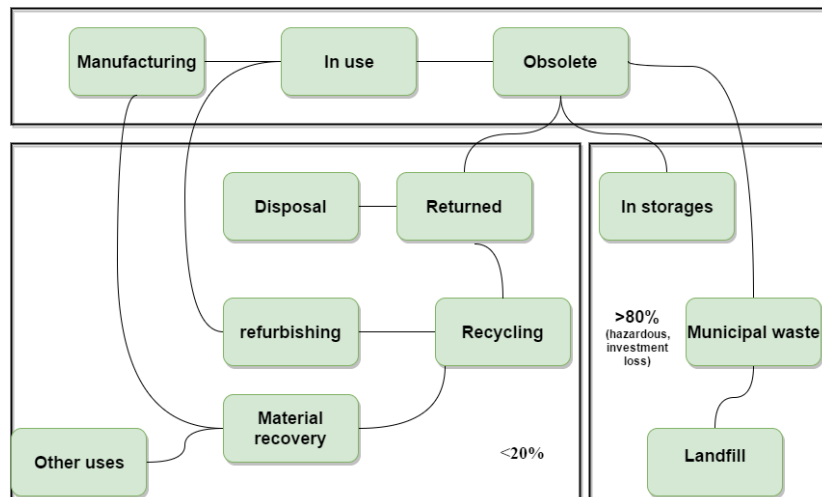 Manufacturing
In use
Obsolete
Disposal
Returned
In storages
refurbishing
Recycling
>80%
(hazardous,
investment
loss)
Municipal waste
Material
recovery
Other uses
<20%
Landfill